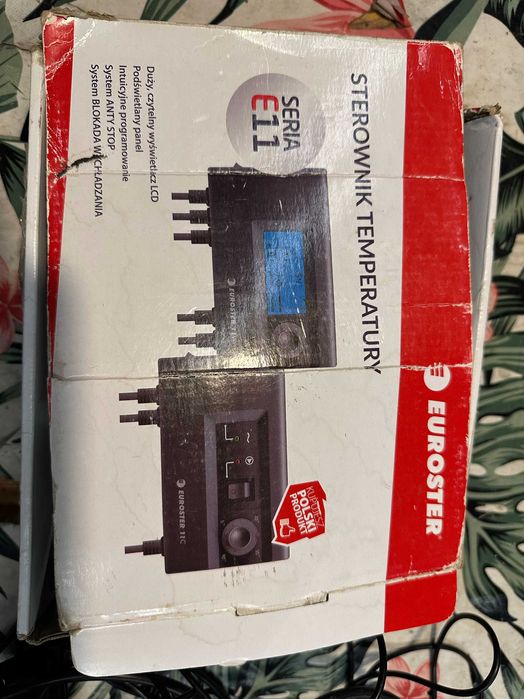 EUROSTER
STEROWNIK TEMPERATURY
SERIA
E11
Duży, czytelny wyświetlacz LCD
Podświetlany panel
Intuicyjne programowanie
System ANTY STOP
System BLOKADA WYCHŁADZANIA
EUROSTER 11
EUROSTER 11C
KUPUJESZ
POLSKI
PRODUKT